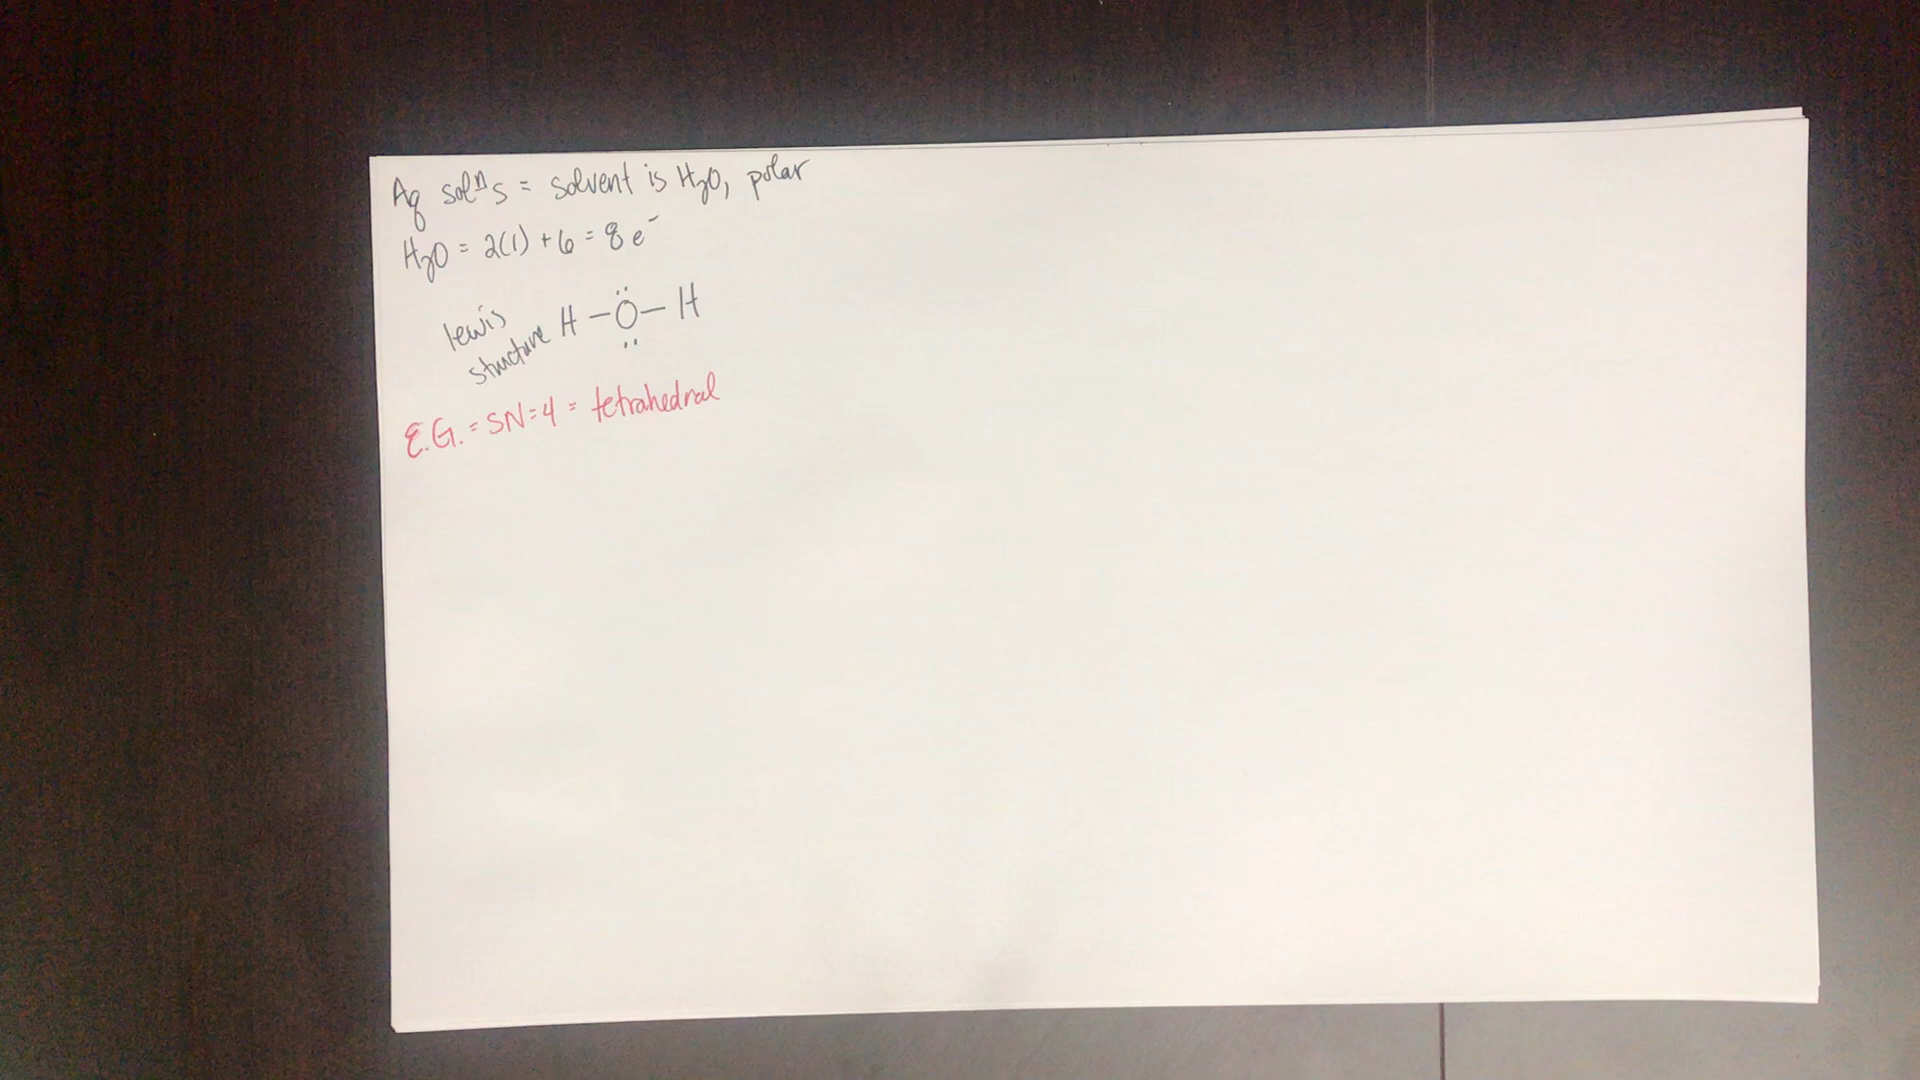 Aq solⁿs = solvent is H₂O, polar
H₂O = 2(1) + 6 = 8 e⁻
lewis structure H – Ö – H
E.G. = SN = 4 = tetrahedral